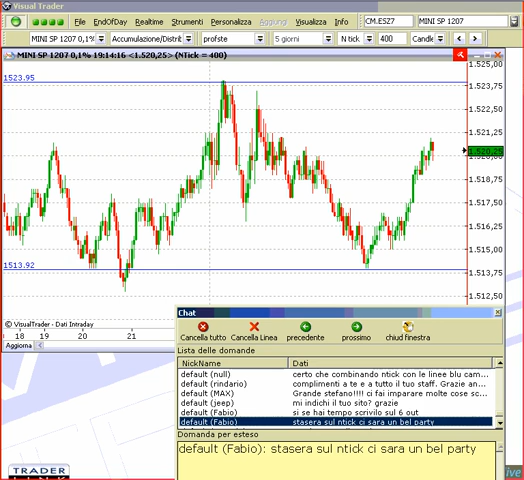 Visual Trader
File EndOfDay Realtime Strumenti Personalizza Aggiungi Visualizza Info CM.ESZ7 MINI SP 1207
MINI SP 1207 0,1% Accumulazione/Distrit profste 5 giorni N tick 400 Candle
MINI SP 1207 0,1% 19:14:16 <1.520,25> (NTick = 400)
1.525,00
1523.95
1.523,75
1.522,50
1.521,25
1.520,25
1.520,00
1.518,75
1.517,50
1.516,25
1.515,00
1513.92
1.513,75
1.512,50
© VisualTrader - Dati Intraday
18 19 20 21
Aggiorna
Chat
Cancella tutto Cancella Linea precedente prossimo chiudi finestra
Lista delle domande
NickName Dati
default (null) certo che combinando ntick con le linee blu cam...
default (rindario) complimenti a te e a tutto il tuo staff. Grazie an...
default (MAX) Grande stefano!!!! ci fai imparare molte cose sc...
default (jeep) mi indichi il tuo sito? grazie
default (Fabio) si se hai tempo scrivilo sul 6 out
default (Fabio) stasera sul ntick ci sara un bel party
Domanda per esteso
default (Fabio): stasera sul ntick ci sara un bel party
TRADER